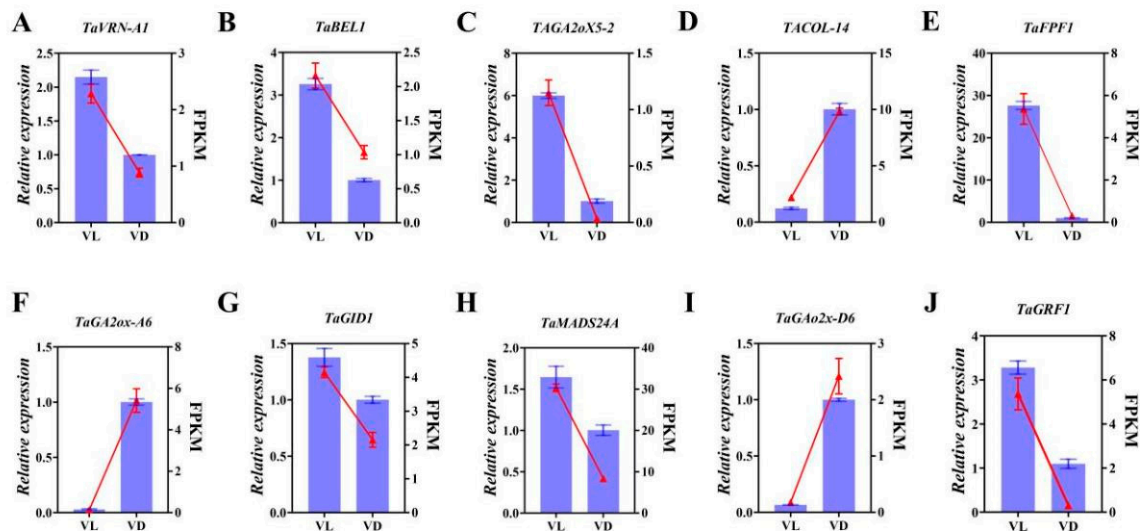 A
TaVRN-A1
Relative expression
2.5
2.0
1.5
1.0
0.5
0.0
3
2
1
0
FPKM
VL VD
B
TaBEL1
Relative expression
4
3
2
1
0
2.5
2.0
1.5
1.0
0.5
0.0
FPKM
VL VD
C
TAGA2oX5-2
Relative expression
8
6
4
2
0
1.5
1.0
0.5
0.0
FPKM
VL VD
D
TACOL-14
Relative expression
1.5
1.0
0.5
0.0
15
10
5
0
FPKM
VL VD
E
TaFPF1
Relative expression
40
30
20
10
0
8
6
4
2
0
FPKM
VL VD
F
TaGA2ox-A6
Relative expression
1.5
1.0
0.5
0.0
8
6
4
2
0
FPKM
VL VD
G
TaGID1
Relative expression
1.5
1.0
0.5
0.0
5
4
3
2
1
0
FPKM
VL VD
H
TaMADS24A
Relative expression
2.0
1.5
1.0
0.5
0.0
40
30
20
10
0
FPKM
VL VD
I
TaGAo2x-D6
Relative expression
1.5
1.0
0.5
0.0
3
2
1
0
FPKM
VL VD
J
TaGRF1
Relative expression
4
3
2
1
0
8
6
4
2
0
FPKM
VL VD